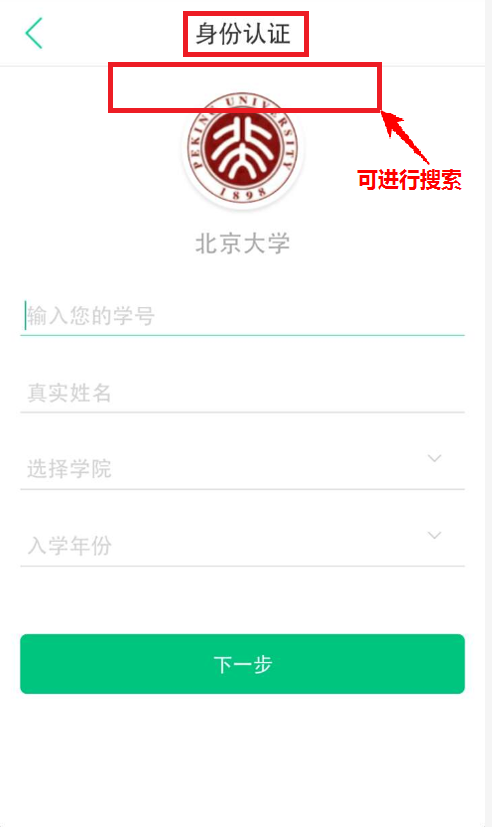 身份认证
PEKING UNIVERSITY
1898
可进行搜索
北京大学
输入您的学号
真实姓名
选择学院
入学年份
下一步